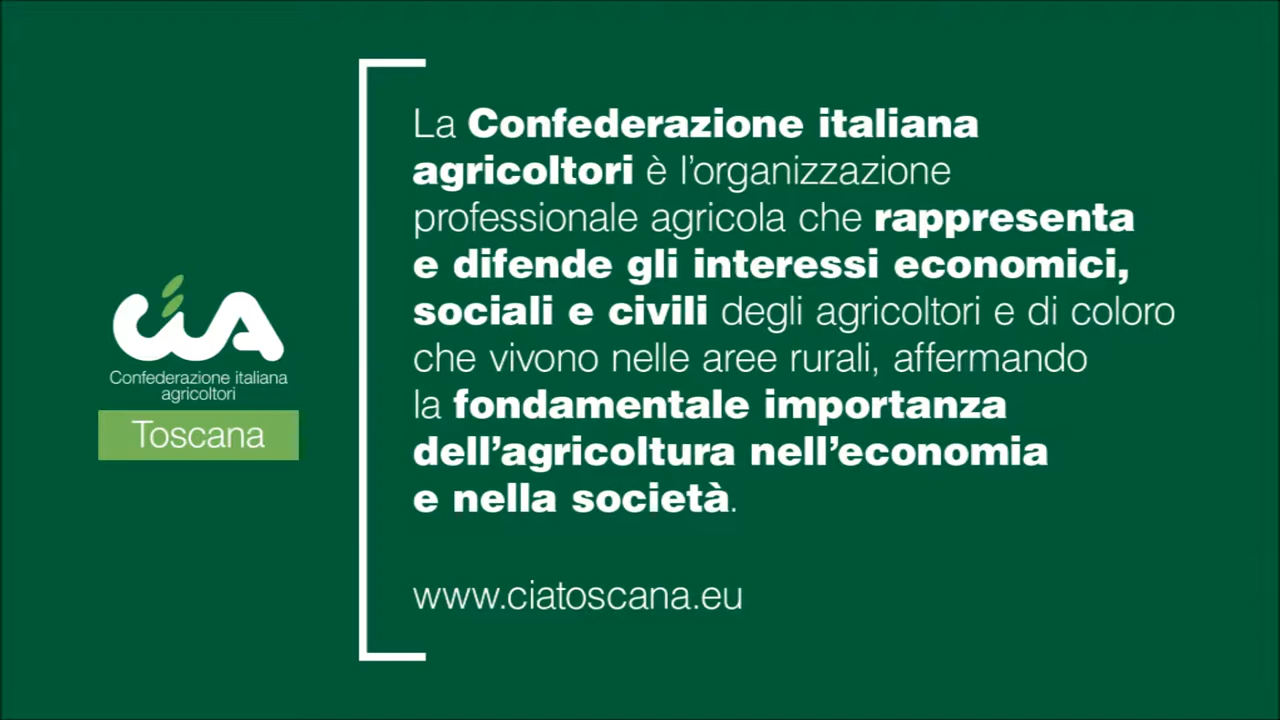 CIA
Confederazione italiana
agricoltori
Toscana
La Confederazione italiana
agricoltori è l’organizzazione
professionale agricola che rappresenta
e difende gli interessi economici,
sociali e civili degli agricoltori e di coloro
che vivono nelle aree rurali, affermando
la fondamentale importanza
dell’agricoltura nell’economia
e nella società.
www.ciatoscana.eu